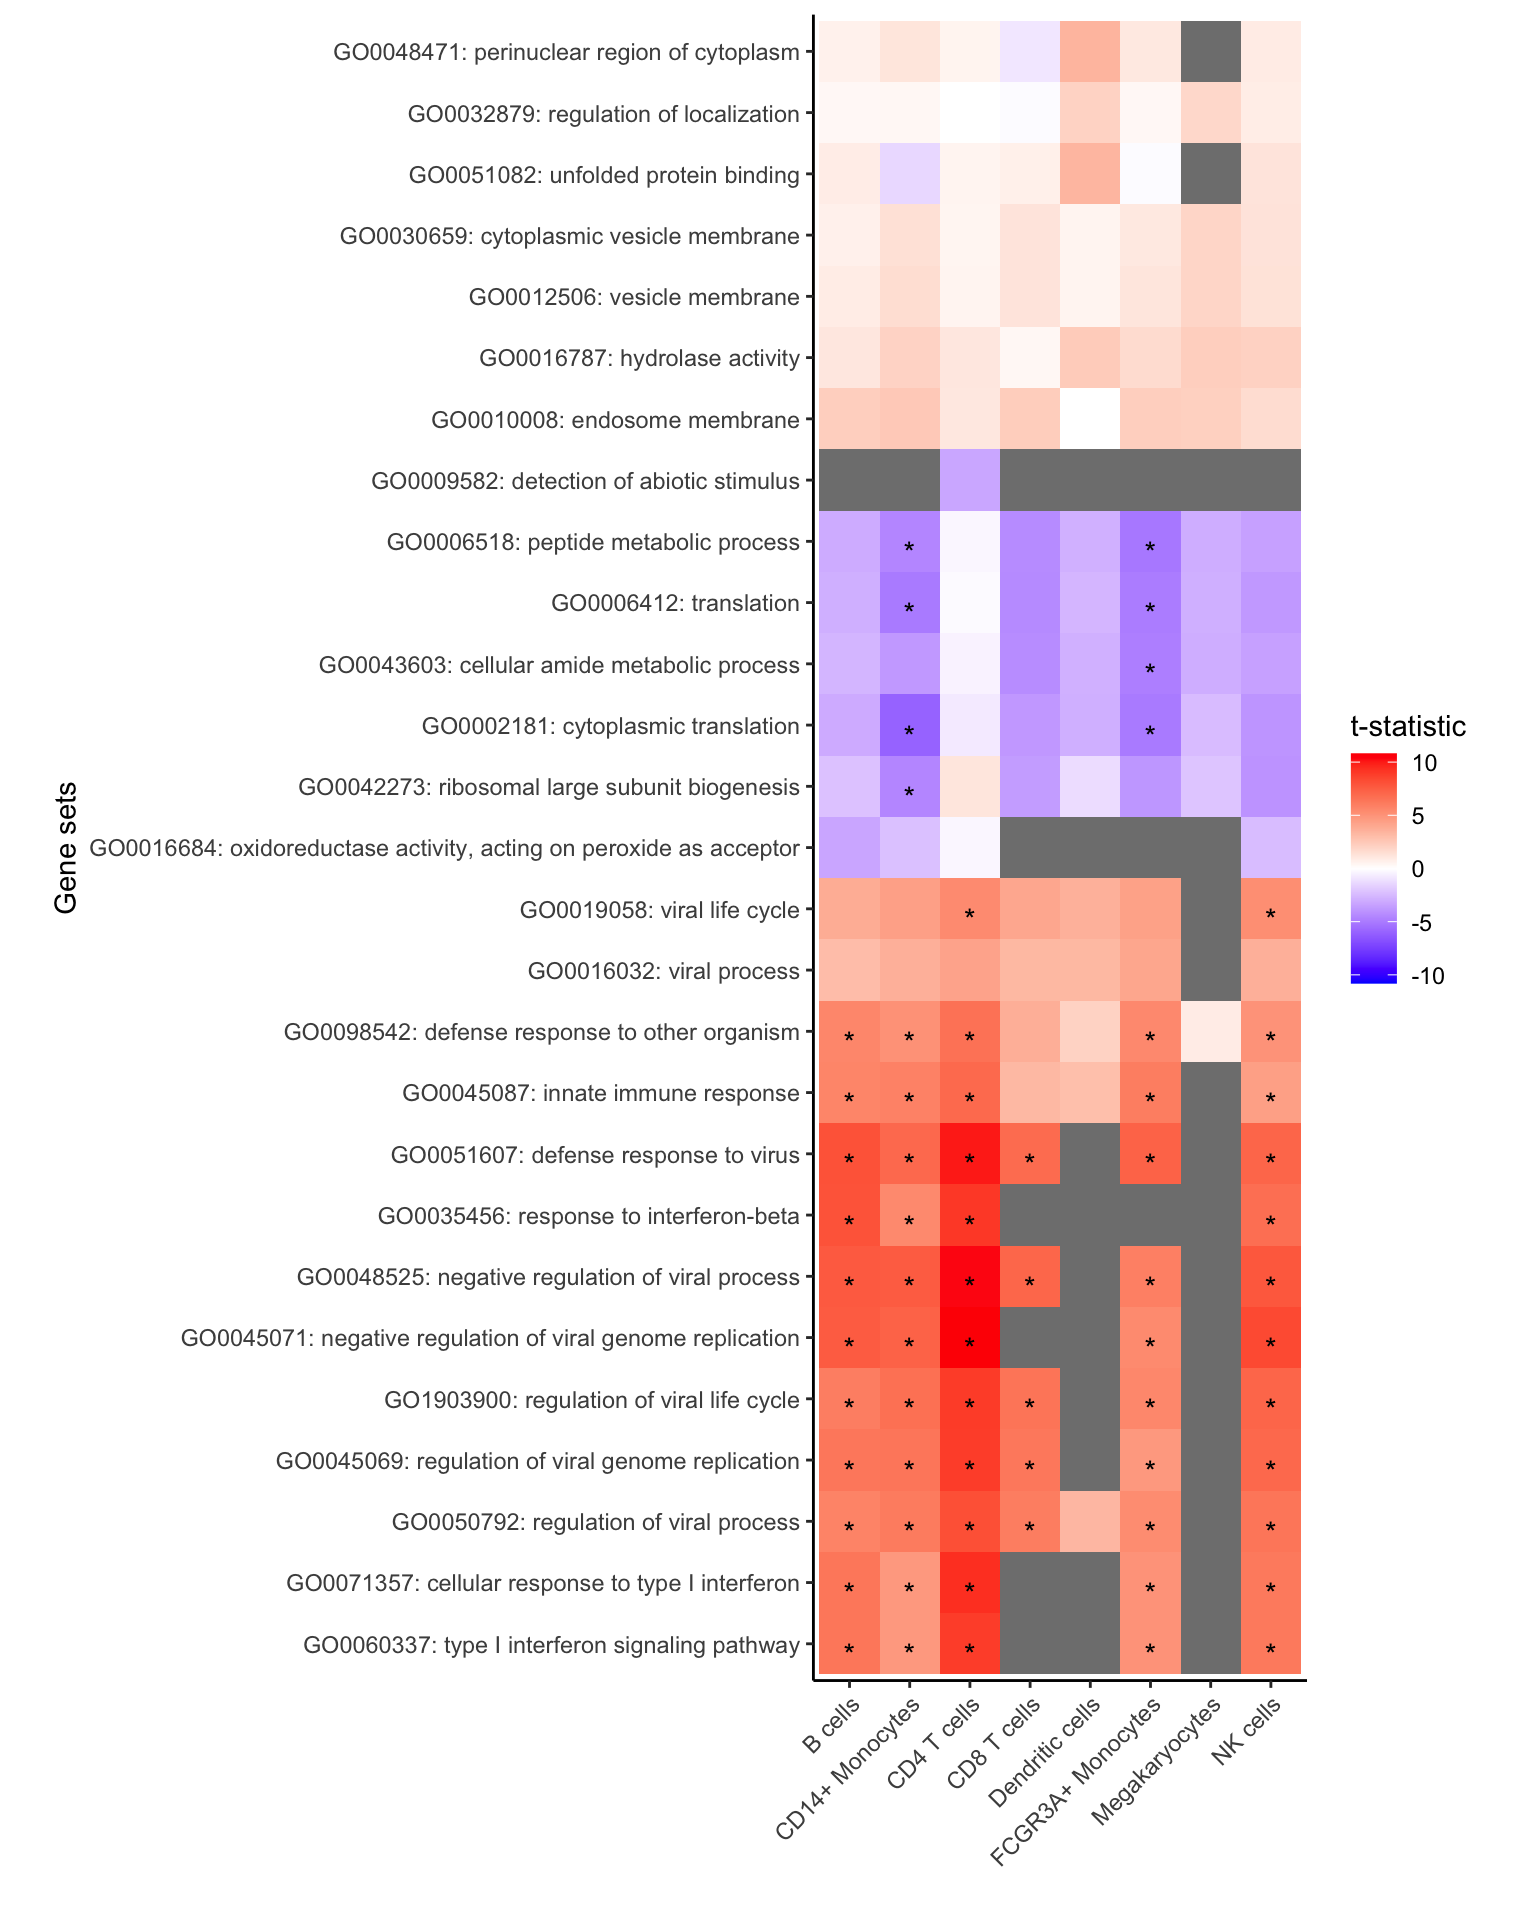 GO0048471: perinuclear region of cytoplasm
GO0032879: regulation of localization
GO0051082: unfolded protein binding
GO0030659: cytoplasmic vesicle membrane
GO0012506: vesicle membrane
GO0016787: hydrolase activity
GO0010008: endosome membrane
GO0009582: detection of abiotic stimulus
GO0006518: peptide metabolic process
* *
GO0006412: translation
* *
GO0043603: cellular amide metabolic process
*
GO0002181: cytoplasmic translation
* *
GO0042273: ribosomal large subunit biogenesis
*
GO0016684: oxidoreductase activity, acting on peroxide as acceptor
GO0019058: viral life cycle
* *
GO0016032: viral process
GO0098542: defense response to other organism
* * * * *
GO0045087: innate immune response
* * * * *
GO0051607: defense response to virus
* * * * * *
GO0035456: response to interferon-beta
* * * *
GO0048525: negative regulation of viral process
* * * * * *
GO0045071: negative regulation of viral genome replication
* * * * *
GO1903900: regulation of viral life cycle
* * * * * *
GO0045069: regulation of viral genome replication
* * * * * *
GO0050792: regulation of viral process
* * * * * *
GO0071357: cellular response to type I interferon
* * * * *
GO0060337: type I interferon signaling pathway
* * * * *
Gene sets
B cells
CD14+ Monocytes
CD4 T cells
CD8 T cells
Dendritic cells
FCGR3A+ Monocytes
Megakaryocytes
NK cells
t-statistic
10
5
0
-5
-10